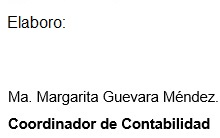 Elaboro:
Ma. Margarita Guevara Méndez.
Coordinador de Contabilidad